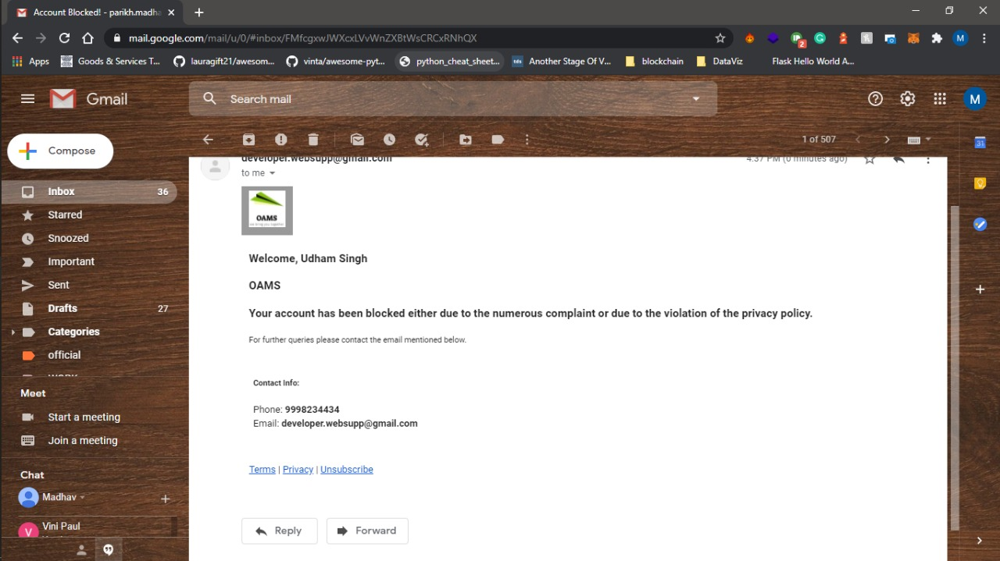 Account Blocked! - parikh.madha
mail.google.com/mail/u/0/#inbox/FMfcgxwJWXcxLVvWnZXBtWsCRCxRNhQX
2
M
Apps
Goods & Services T...
lauragift21/awesom...
vinta/awesome-pyt...
python_cheat_sheet...
tds
Another Stage Of V...
blockchain
DataViz
Flask Hello World A...
Gmail
Search mail
M
Compose
1 of 507
31
Inbox 36
Starred
Snoozed
Important
Sent
Drafts 27
Categories
official
WORK
Meet
Start a meeting
Join a meeting
Chat
Madhav
Vini Paul
V
developer.websupp@gmail.com
4:37 PM (0 minutes ago)
to me
OAMS
Welcome, Udham Singh
OAMS
Your account has been blocked either due to the numerous complaint or due to the violation of the privacy policy.
For further queries please contact the email mentioned below.
Contact Info:
Phone: 9998234434
Email: developer.websupp@gmail.com
Terms | Privacy | Unsubscribe
Reply
Forward